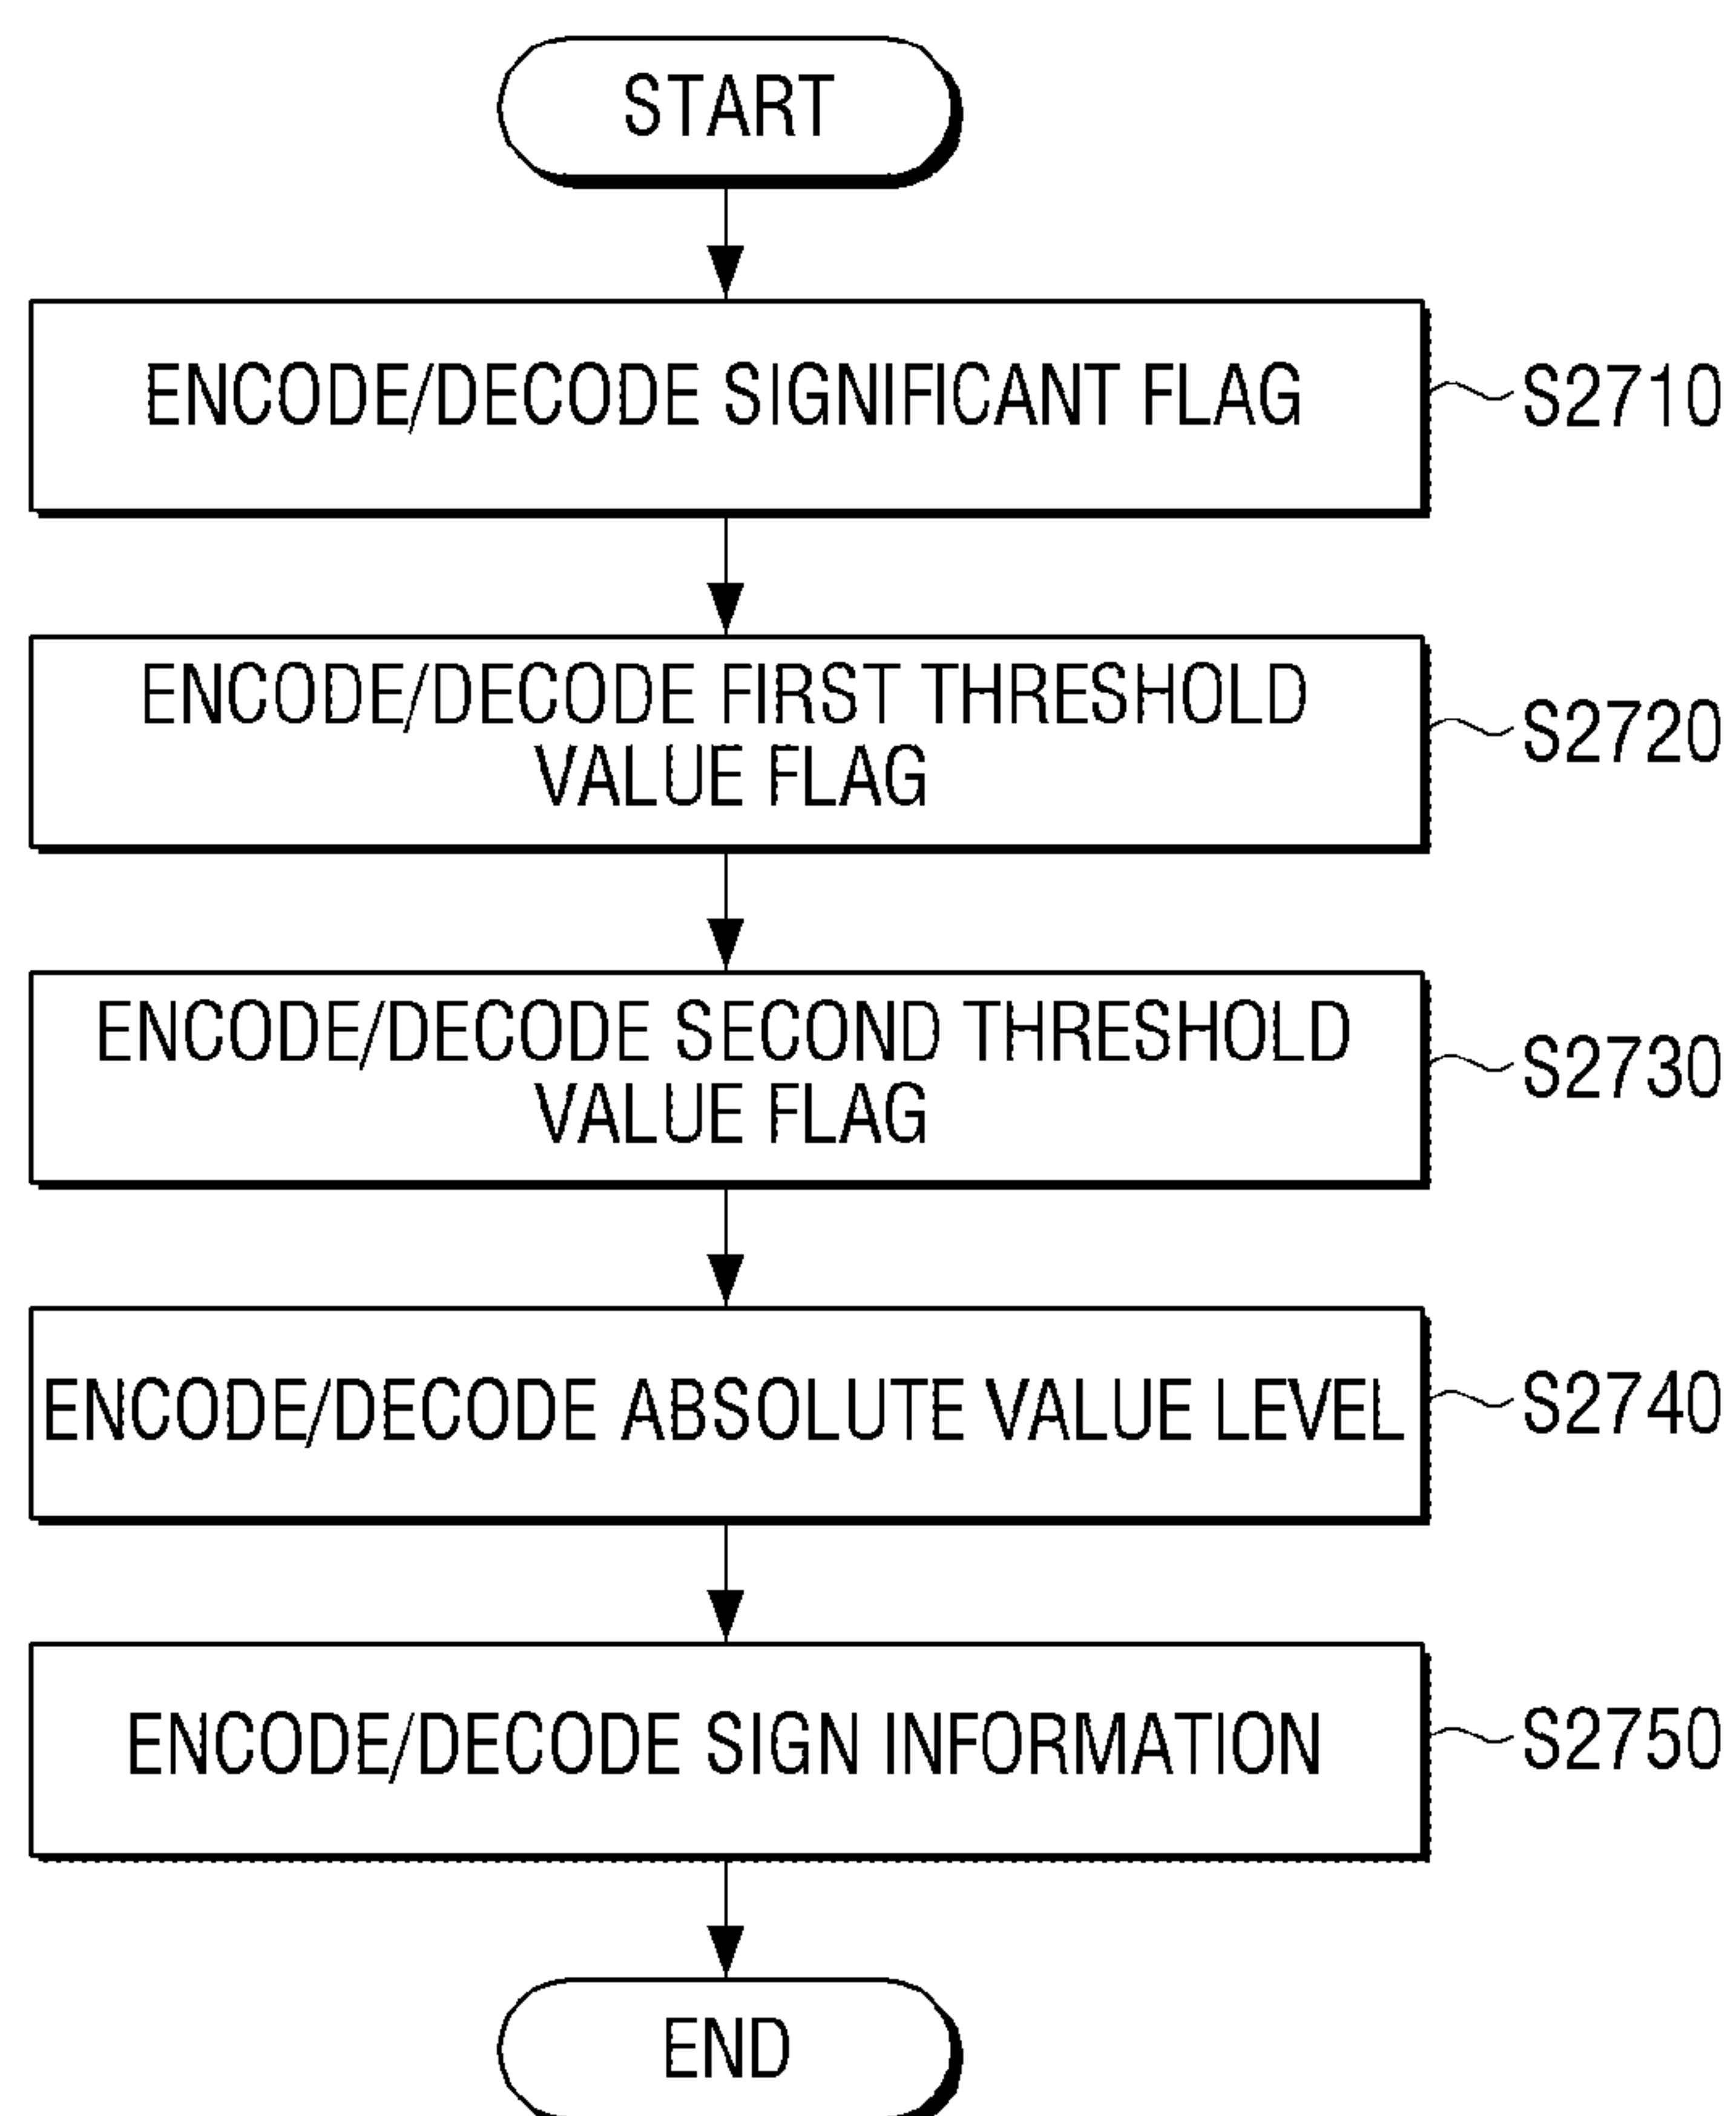 START
ENCODE/DECODE SIGNIFICANT FLAG
S2710
ENCODE/DECODE FIRST THRESHOLD
VALUE FLAG
S2720
ENCODE/DECODE SECOND THRESHOLD
VALUE FLAG
S2730
ENCODE/DECODE ABSOLUTE VALUE LEVEL
S2740
ENCODE/DECODE SIGN INFORMATION
S2750
END